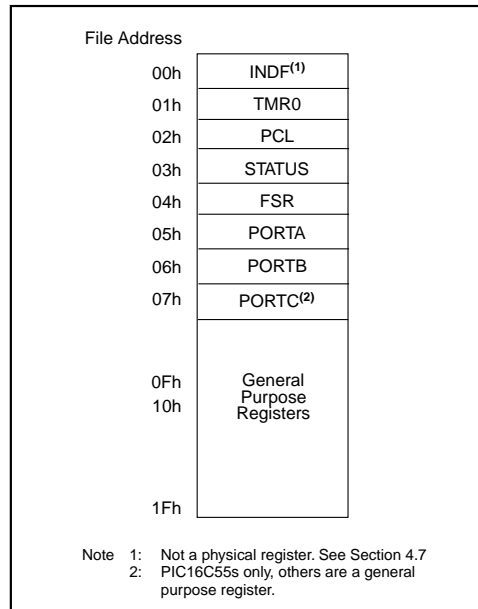 File Address
00h INDF(1)
01h TMR0
02h PCL
03h STATUS
04h FSR
05h PORTA
06h PORTB
07h PORTC(2)
0Fh General
10h Purpose
Registers
1Fh
Note 1: Not a physical register. See Section 4.7
2: PIC16C55s only, others are a general
purpose register.